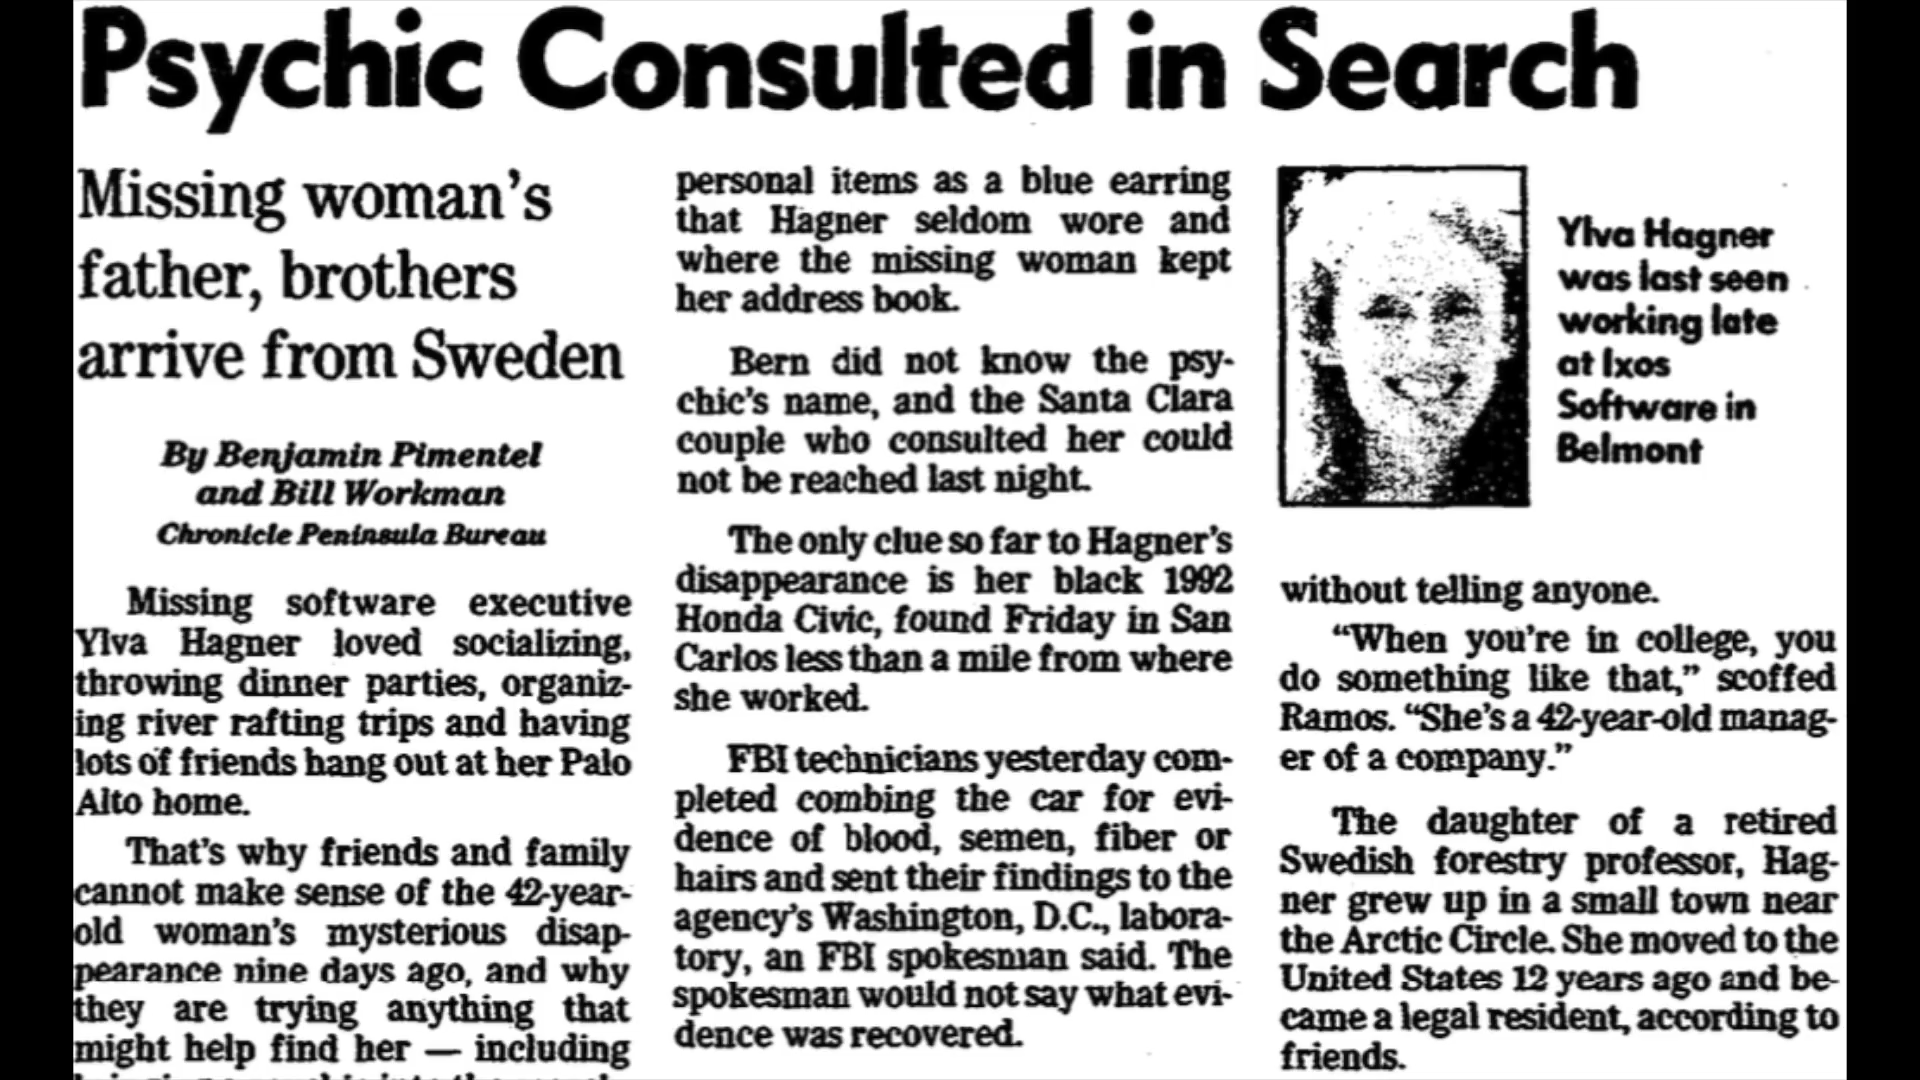 Psychic Consulted in Search
Missing woman's
father, brothers
arrive from Sweden
By Benjamin Pimentel
and Bill Workman
Chronicle Peninsula Bureau
Missing software executive
Ylva Hagner loved socializing,
throwing dinner parties, organiz-
ing river rafting trips and having
lots of friends hang out at her Palo
Alto home.
That's why friends and family
cannot make sense of the 42-year-
old woman's mysterious disap-
pearance nine days ago, and why
they are trying anything that
might help find her — including
personal items as a blue earring
that Hagner seldom wore and
where the missing woman kept
her address book.
Bern did not know the psy-
chic's name, and the Santa Clara
couple who consulted her could
not be reached last night.
The only clue so far to Hagner's
disappearance is her black 1992
Honda Civic, found Friday in San
Carlos less than a mile from where
she worked.
FBI technicians yesterday com-
pleted combing the car for evi-
dence of blood, semen, fiber or
hairs and sent their findings to the
agency's Washington, D.C., labora-
tory, an FBI spokesman said. The
spokesman would not say what evi-
dence was recovered.
Ylva Hagner
was last seen
working late
at Ixos
Software in
Belmont
without telling anyone.
"When you're in college, you
do something like that," scoffed
Ramos. "She's a 42-year-old manag-
er of a company."
The daughter of a retired
Swedish forestry professor, Hag-
ner grew up in a small town near
the Arctic Circle. She moved to the
United States 12 years ago and be-
came a legal resident, according to
friends.